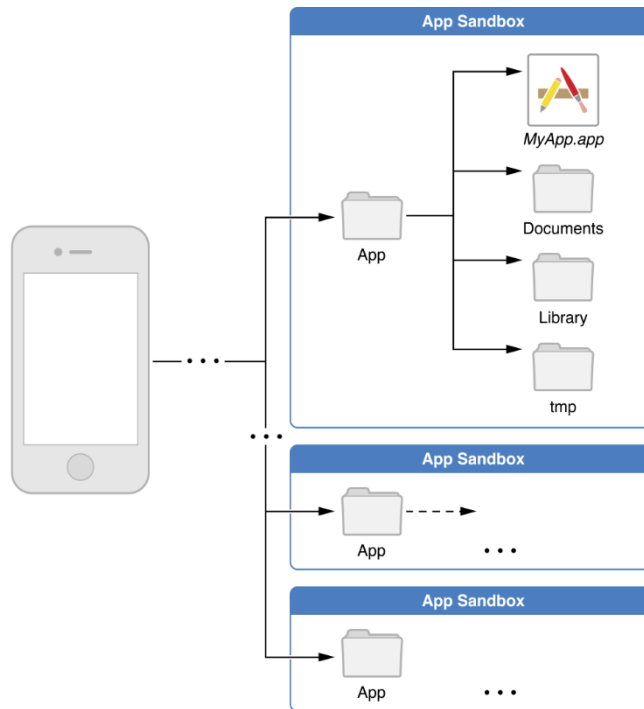 App Sandbox
MyApp.app
Documents
App
Library
tmp
App Sandbox
App
App Sandbox
App